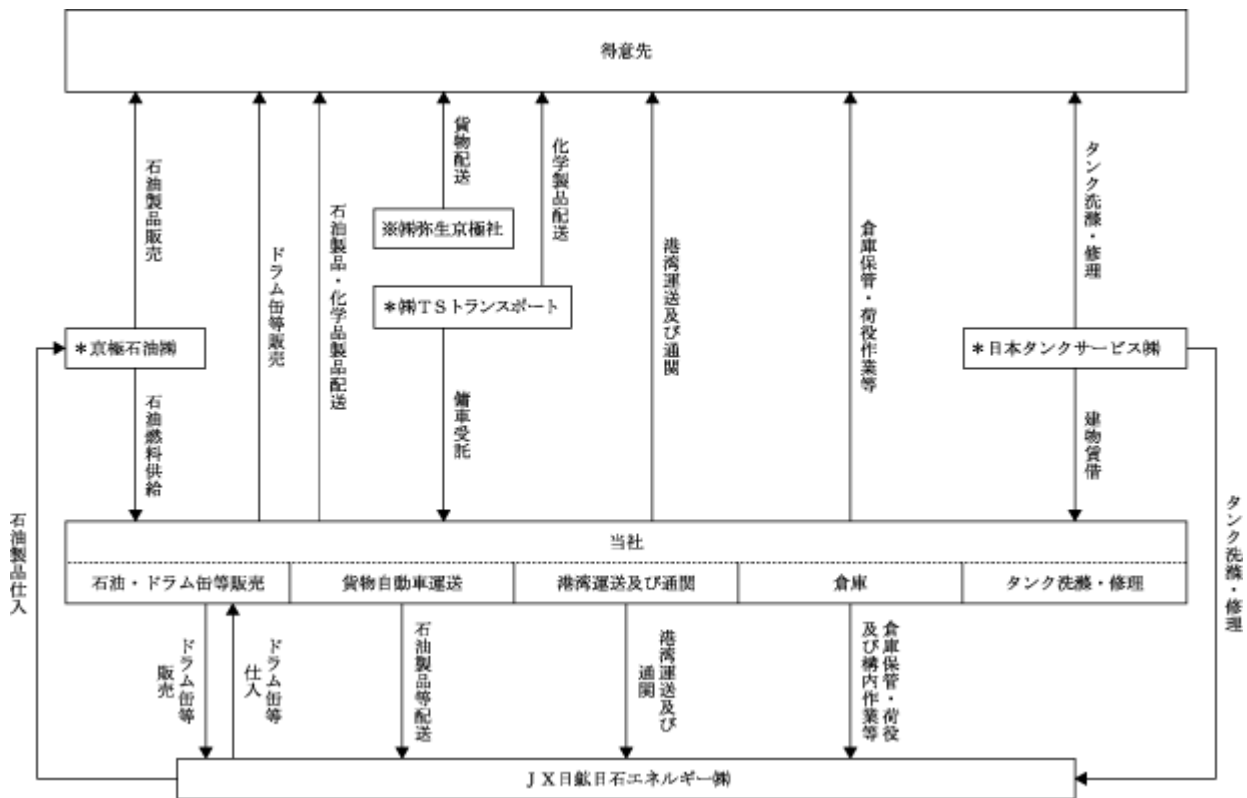 得意先
石油製品販売
ドラム缶等販売
石油製品・化学品製品配送
貨物配送
化学製品配送
港湾運送及び通関
倉庫保管・荷役作業等
タンク洗滌・修理
※㈱弥生京極社
＊㈱TSトランスポート
＊京極石油㈱
＊日本タンクサービス㈱
石油燃料供給
傭車受託
建物賃借
石油製品仕入
タンク洗滌・修理
当社
石油・ドラム缶等販売
貨物自動車運送
港湾運送及び通関
倉庫
タンク洗滌・修理
ドラム缶等
販売
ドラム缶等
仕入
石油製品等配送
港湾運送及び
通関
倉庫保管・荷役
及び構内作業等
ＪＸ日鉱日石エネルギー㈱